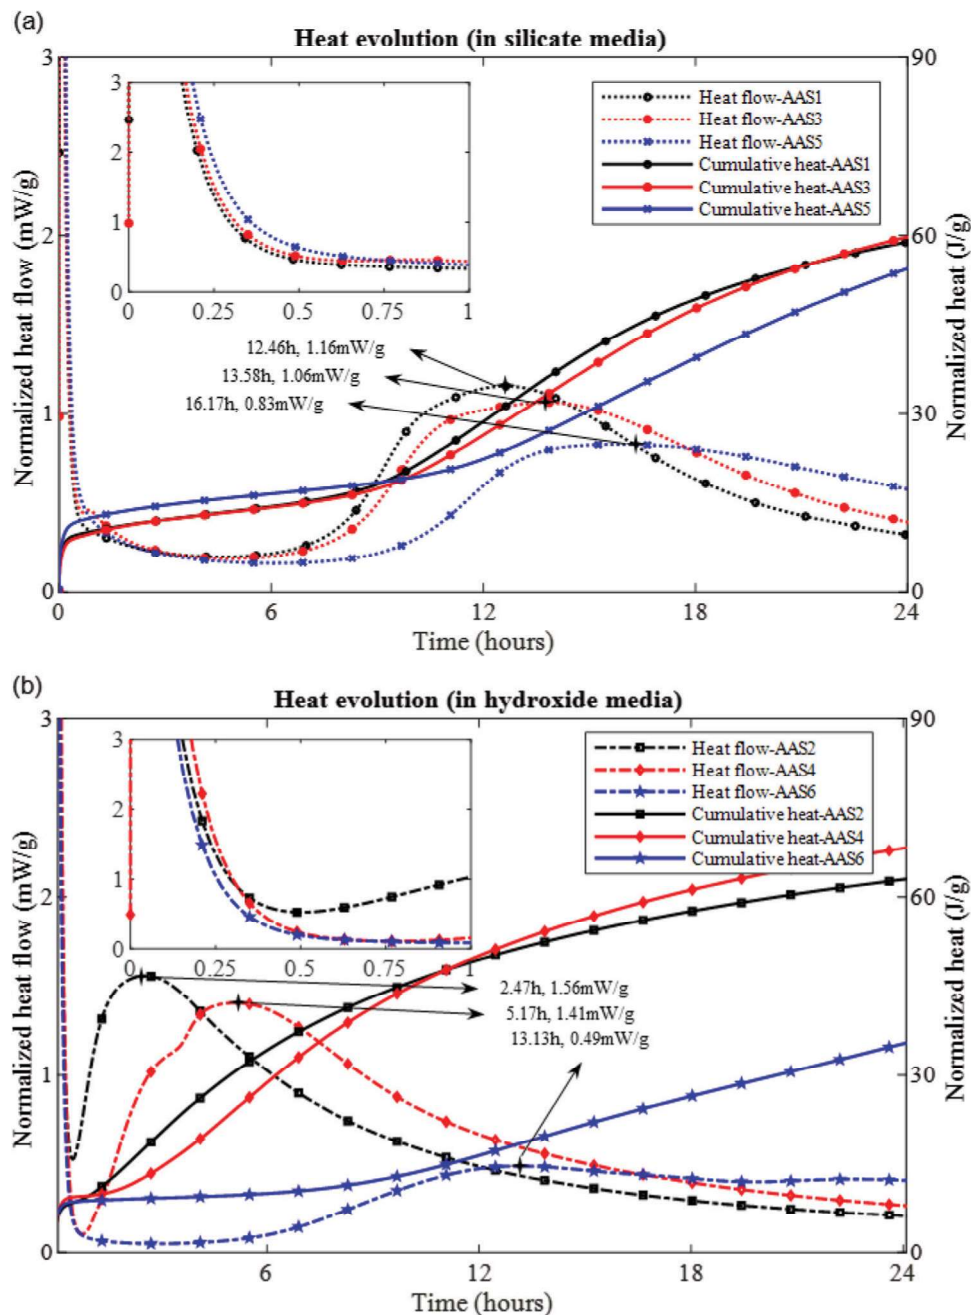 (a)
Heat evolution (in silicate media)
3
2
1
0
Normalized heat flow (mW/g)
90
60
30
0
Normalized heat (J/g)
3
2
1
0
0
0.25
0.5
0.75
1
Heat flow-AAS1
Heat flow-AAS3
Heat flow-AAS5
Cumulative heat-AAS1
Cumulative heat-AAS3
Cumulative heat-AAS5
12.46h, 1.16mW/g
13.58h, 1.06mW/g
16.17h, 0.83mW/g
0
6
12
18
24
Time (hours)
(b)
Heat evolution (in hydroxide media)
3
2
1
0
Normalized heat flow (mW/g)
90
60
30
0
Normalized heat (J/g)
3
2
1
0
0
0.25
0.5
0.75
1
Heat flow-AAS2
Heat flow-AAS4
Heat flow-AAS6
Cumulative heat-AAS2
Cumulative heat-AAS4
Cumulative heat-AAS6
2.47h, 1.56mW/g
5.17h, 1.41mW/g
13.13h, 0.49mW/g
6
12
18
24
Time (hours)